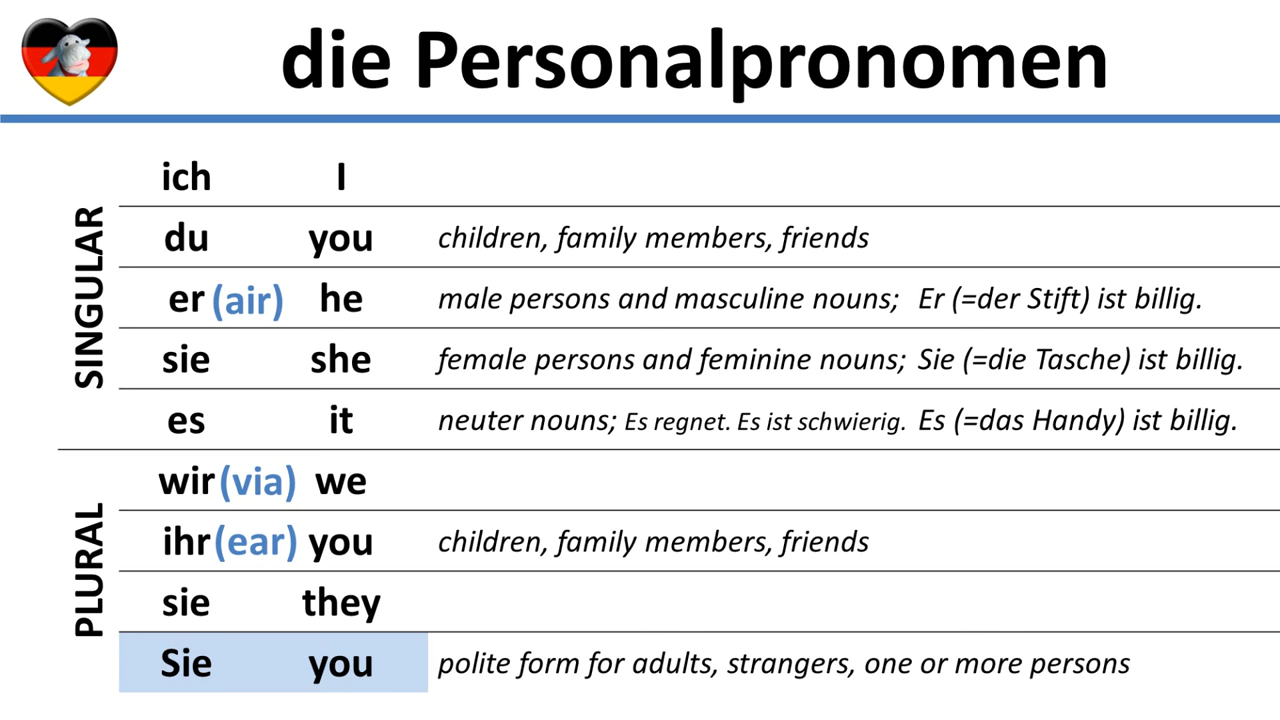 die Personalpronomen
SINGULAR
ich I
du you children, family members, friends
er (air) he male persons and masculine nouns; Er (=der Stift) ist billig.
sie she female persons and feminine nouns; Sie (=die Tasche) ist billig.
es it neuter nouns; Es regnet. Es ist schwierig. Es (=das Handy) ist billig.
PLURAL
wir (via) we
ihr (ear) you children, family members, friends
sie they
Sie you polite form for adults, strangers, one or more persons